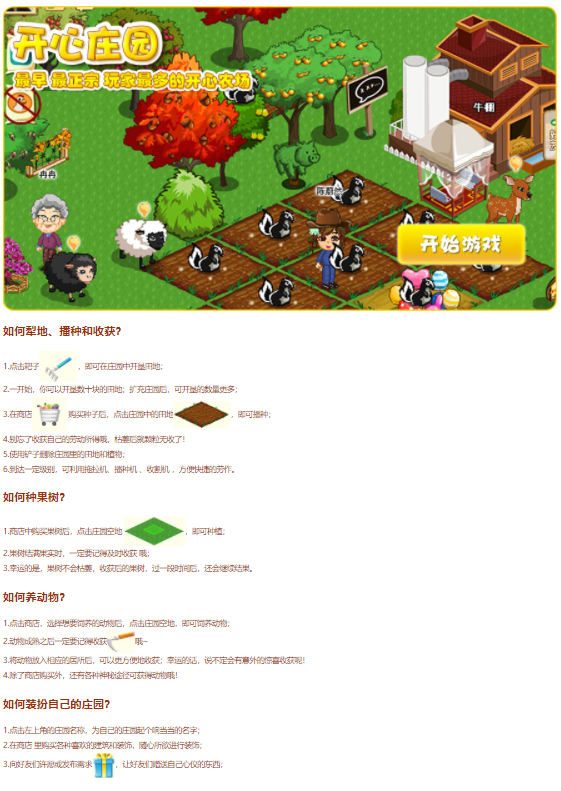 开心庄园
最早 最正宗 玩家最多的开心农场
牛棚
冉冉
开始游戏
如何犁地、播种和收获?
1.点击耙子，即可在庄园中开垦田地;
2.一开始，你可以开垦数十块的田地；扩充庄园后，可开垦的数量更多;
3.在商店 购买种子后，点击庄园中的田地，即可播种;
4.别忘了收获自己的劳动所得哦，枯萎后就颗粒无收了!
5.使用铲子删除庄园里的田地和植物;
6.到达一定级别，可利用拖拉机、播种机 、收割机 ，方便快捷的劳作。
如何种果树?
1.商店中购买果树后，点击庄园空地，即可种植;
2.果树结满果实时，一定要记得及时收获 哦;
3.幸运的是，果树不会枯萎，收获后的果树，过一段时间后，还会继续结果。
如何养动物?
1.点击商店，选择想要饲养的动物后，点击庄园空地，即可饲养动物;
2.动物成熟之后一定要记得收获哦~
3.将动物放入相应的居所后，可以更方便地收获；幸运的话，说不定会有意外的惊喜收获呢!
4.除了商店购买外，还有各种神秘途径可获得动物哦!
如何装扮自己的庄园?
1.点击左上角的庄园名称，为自己的庄园起个响当当的名字;
2.在商店 里购买各种喜欢的建筑和装饰，随心所欲进行装饰;
3.向好友们许愿或发布需求，让好友们赠送自己心仪的东西;